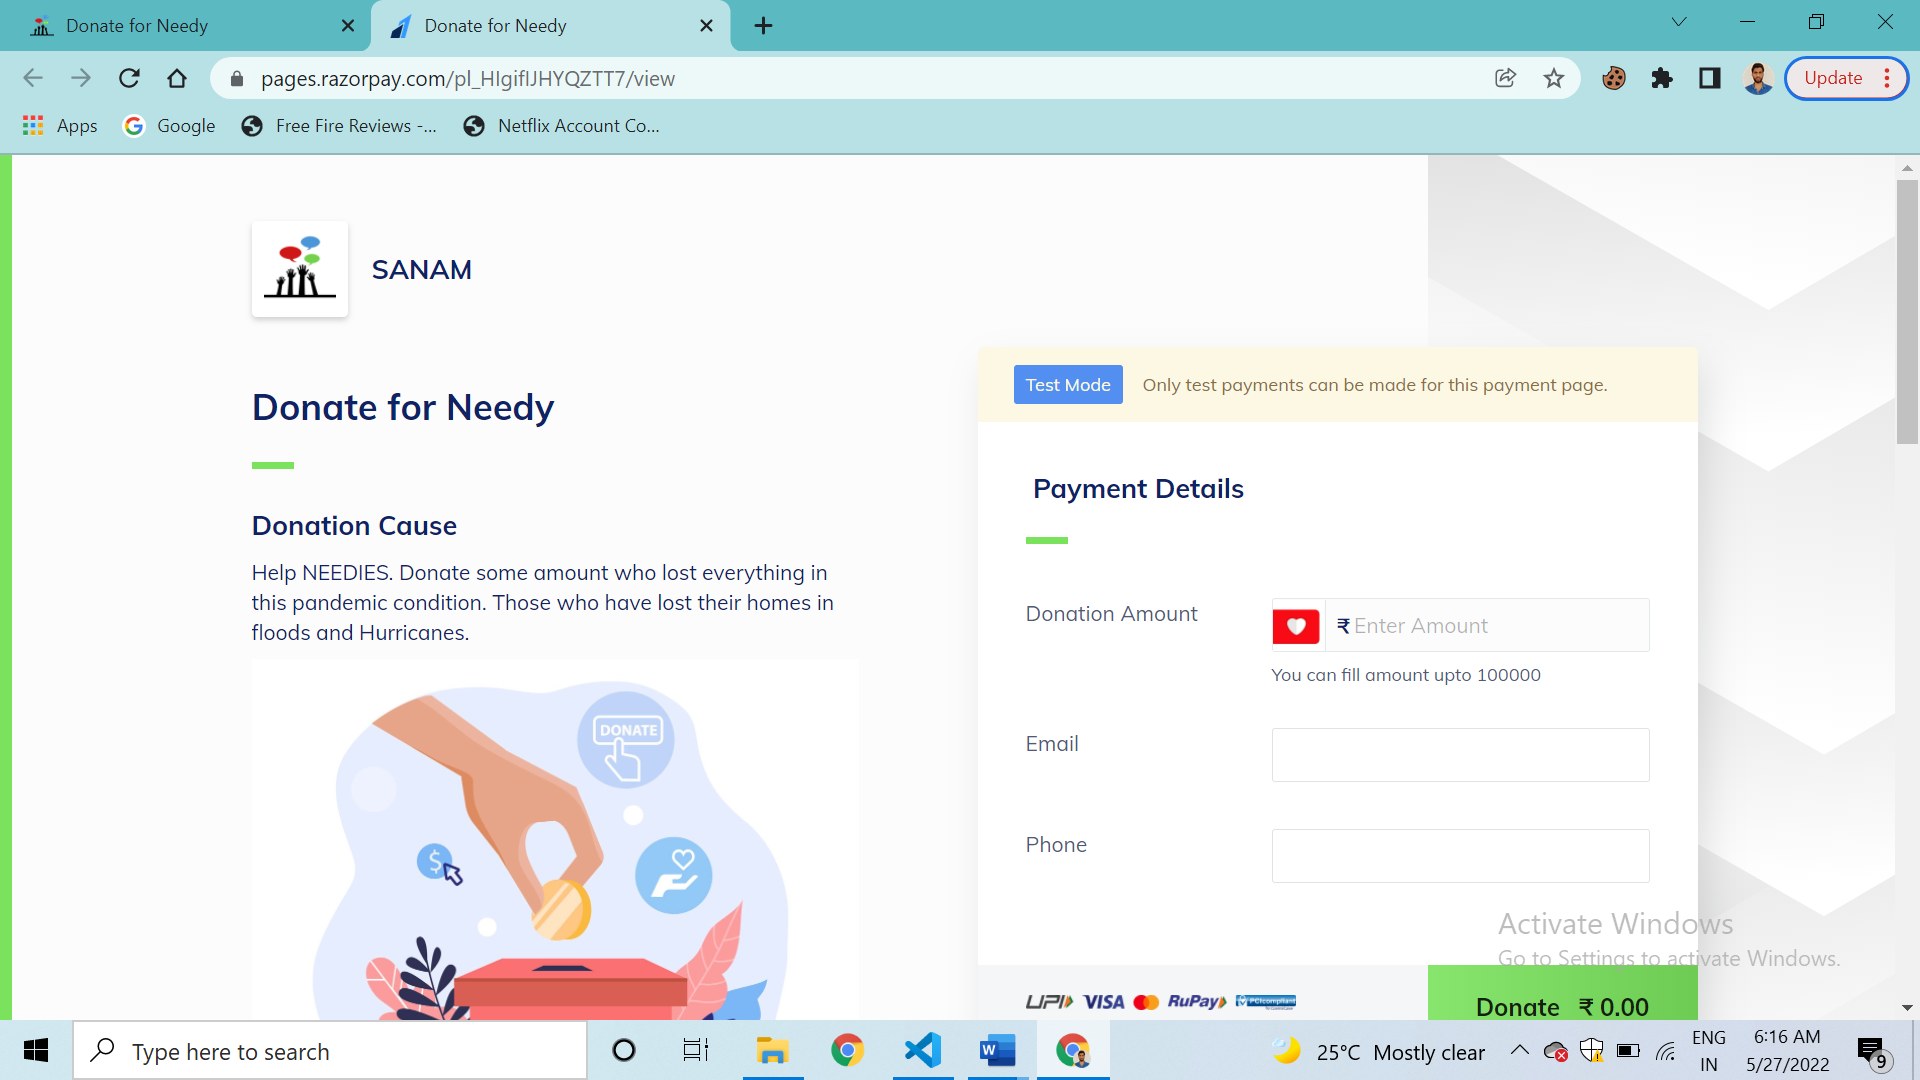 Donate for Needy
Donate for Needy
pages.razorpay.com/pl_HIgifIJHYQZTT7/view
Update
Apps
Google
Free Fire Reviews -...
Netflix Account Co...
SANAM
Donate for Needy
Donation Cause
Help NEEDIES. Donate some amount who lost everything in
this pandemic condition. Those who have lost their homes in
floods and Hurricanes.
DONATE
$
Test Mode Only test payments can be made for this payment page.
Payment Details
Donation Amount
₹ Enter Amount
You can fill amount upto 100000
Email
Phone
Activate Windows
Go to Settings to activate Windows.
UPI VISA RuPay PCI compliant
Donate ₹ 0.00
Type here to search
W
25°C Mostly clear
ENG
IN
6:16 AM
5/27/2022
9